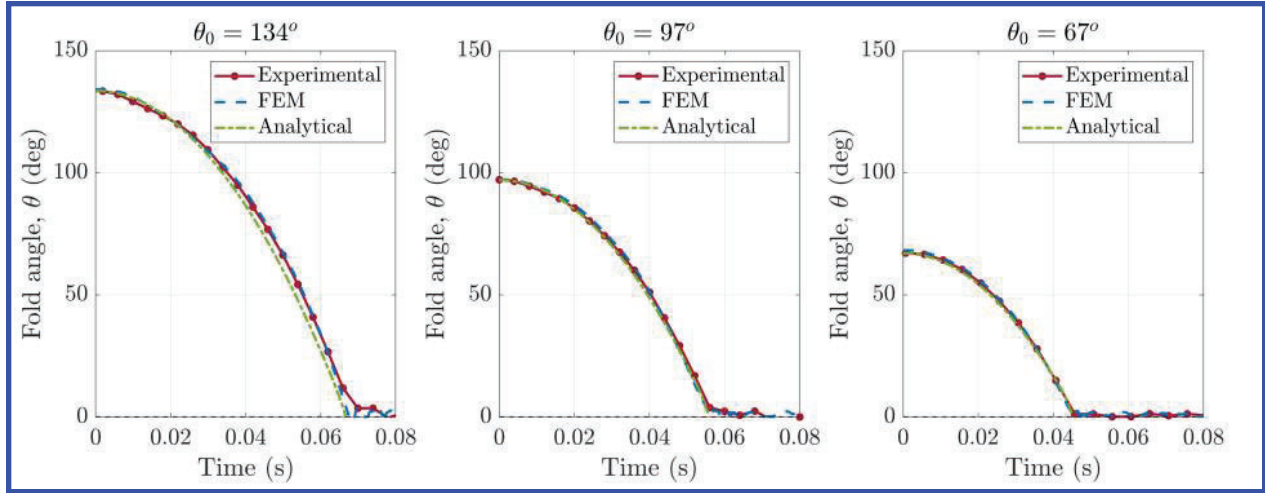 θ₀ = 134°
150
100
50
0
0 0.02 0.04 0.06 0.08
Time (s)
Fold angle, θ (deg)
Experimental
FEM
Analytical
θ₀ = 97°
150
100
50
0
0 0.02 0.04 0.06 0.08
Time (s)
Fold angle, θ (deg)
Experimental
FEM
Analytical
θ₀ = 67°
150
100
50
0
0 0.02 0.04 0.06 0.08
Time (s)
Fold angle, θ (deg)
Experimental
FEM
Analytical